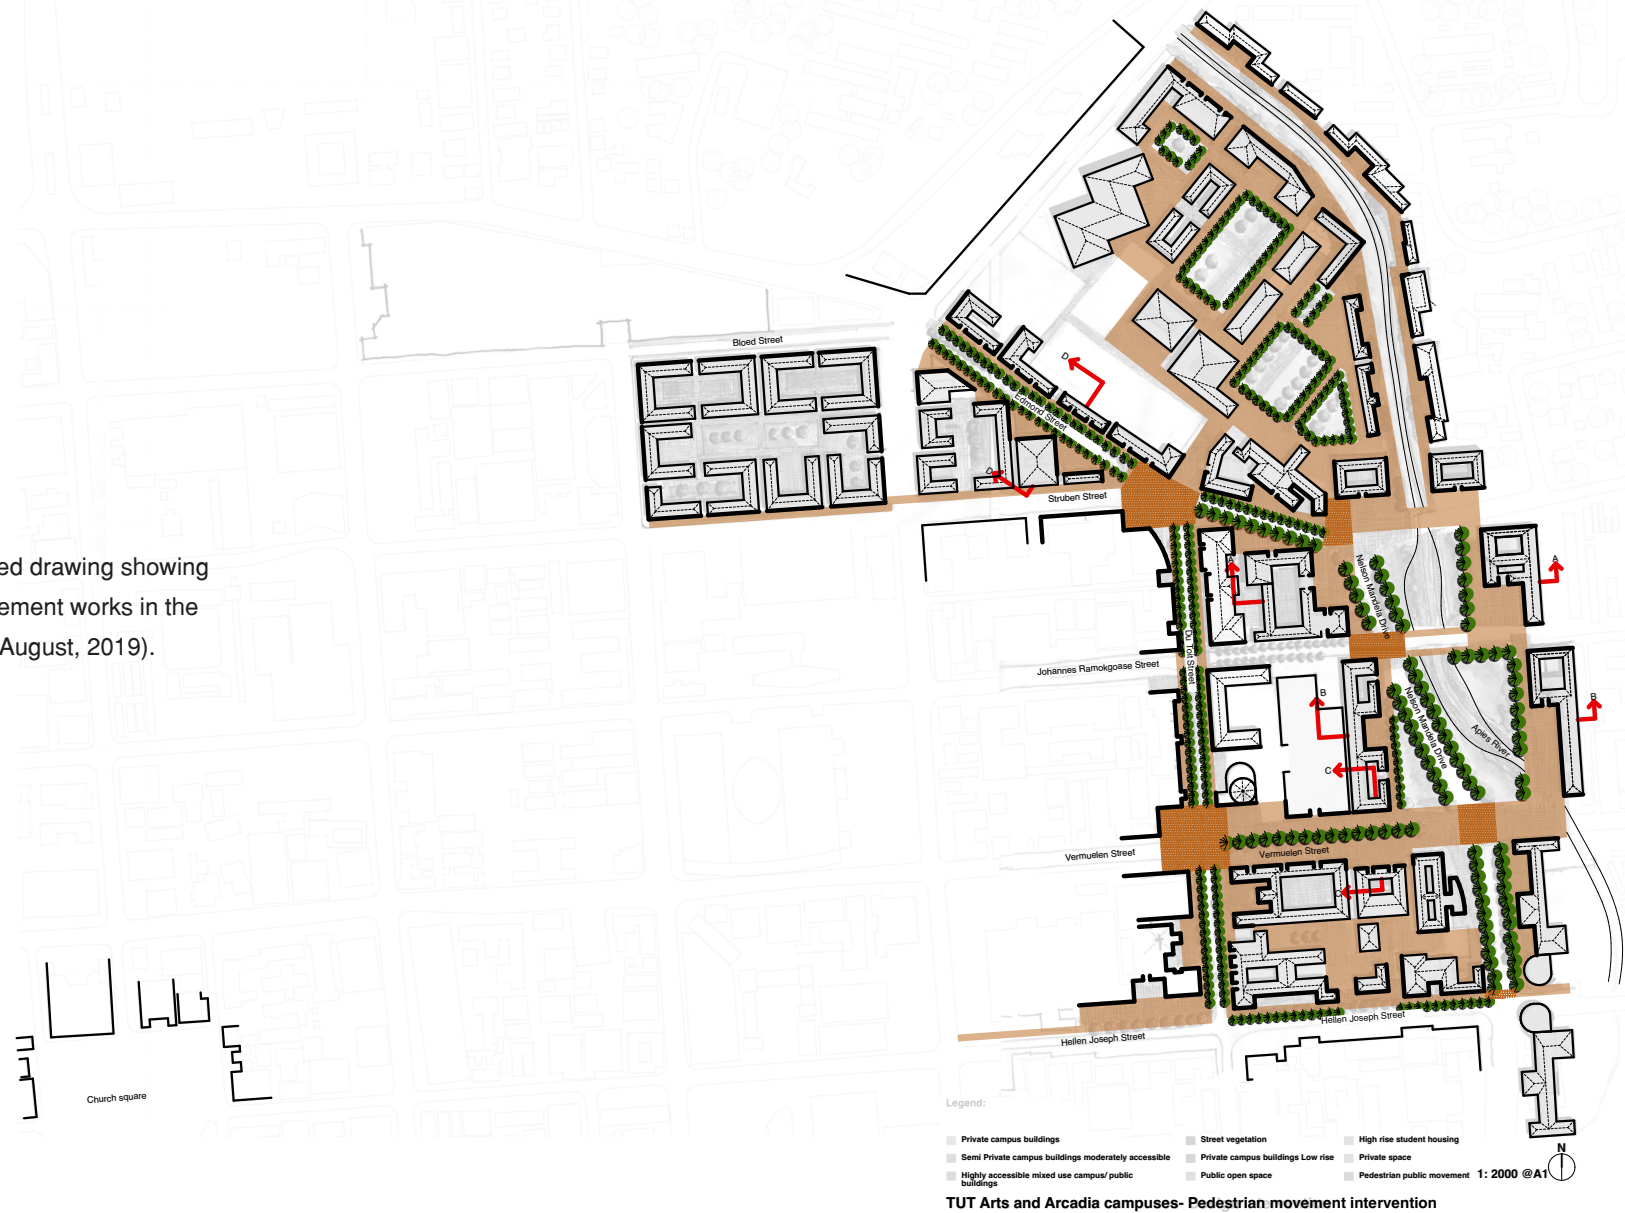 ed drawing showing
ement works in the
August, 2019).
Bloed Street
Edmond Street
Struben Street
D
D
A
A
Nelson Mandela Drive
Du Toit Street
Johannes Ramokgoase Street
B
B
Nelson Mandela Drive
Apies River
C
Vermuelen Street
Vermuelen Street
C
Hellen Joseph Street
Hellen Joseph Street
Church square
Legend:
Private campus buildings
Semi Private campus buildings moderately accessible
Highly accessible mixed use campus/ public
buildings
Street vegetation
Private campus buildings Low rise
Public open space
High rise student housing
Private space
Pedestrian public movement
1: 2000 @A1
N
TUT Arts and Arcadia campuses- Pedestrian movement intervention